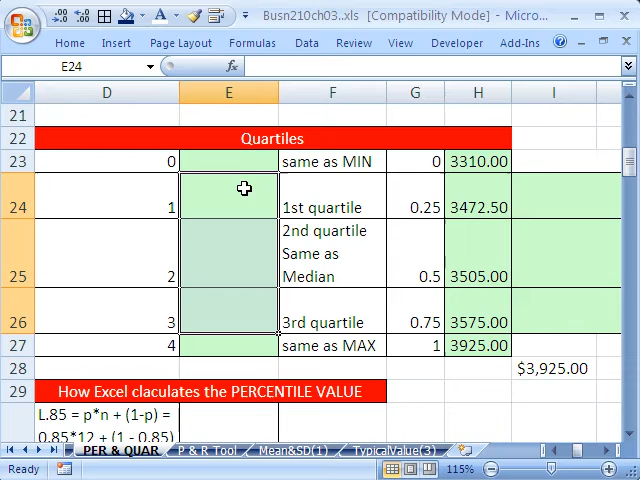 Busn210ch03..xls [Compatibility Mode] - Micro...
Home Insert Page Layout Formulas Data Review View Developer Add-Ins
E24 fx
D E F G H I
21
22 Quartiles
23 0 same as MIN 0 3310.00
24 1 1st quartile 0.25 3472.50
2nd quartile
Same as
25 2 Median 0.5 3505.00
26 3 3rd quartile 0.75 3575.00
27 4 same as MAX 1 3925.00
28 $3,925.00
29 How Excel claculates the PERCENTILE VALUE
L.85 = p*n + (1-p) =
0.85*12 + (1 - 0.85)
PER & QUAR P & R Tool Mean&SD(1) TypicalValue(3)
Ready 115%